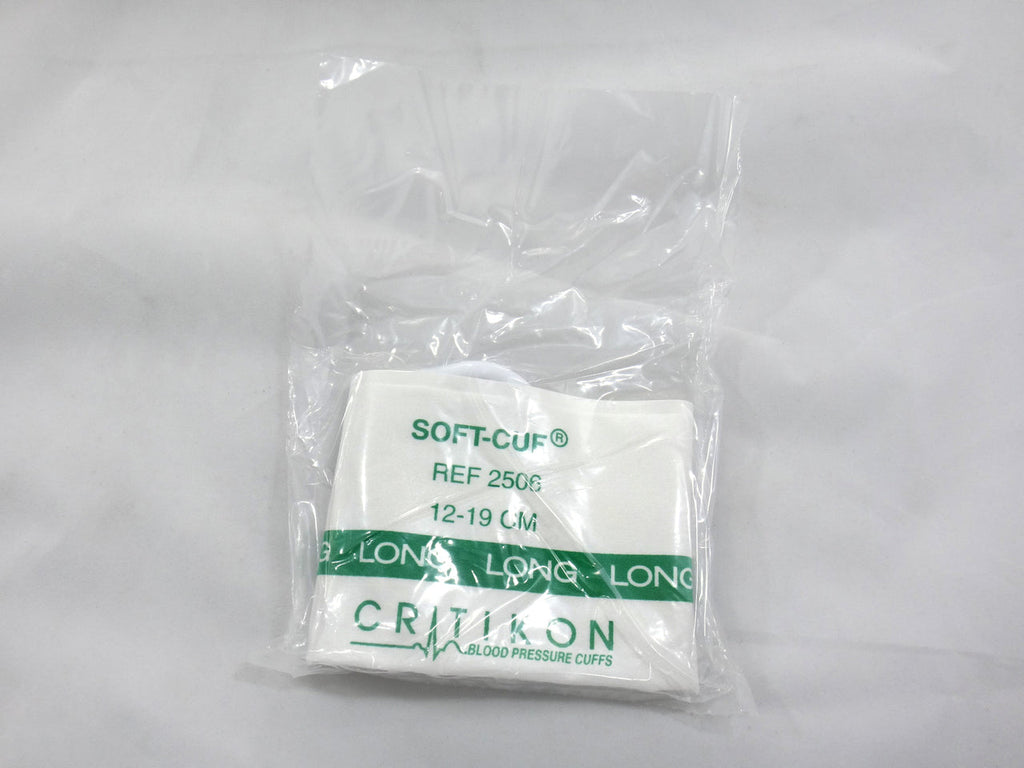 SOFT-CUF®
REF 2506
12-19 CM
G LONG LONG LONG
CRITIKON
BLOOD PRESSURE CUFFS